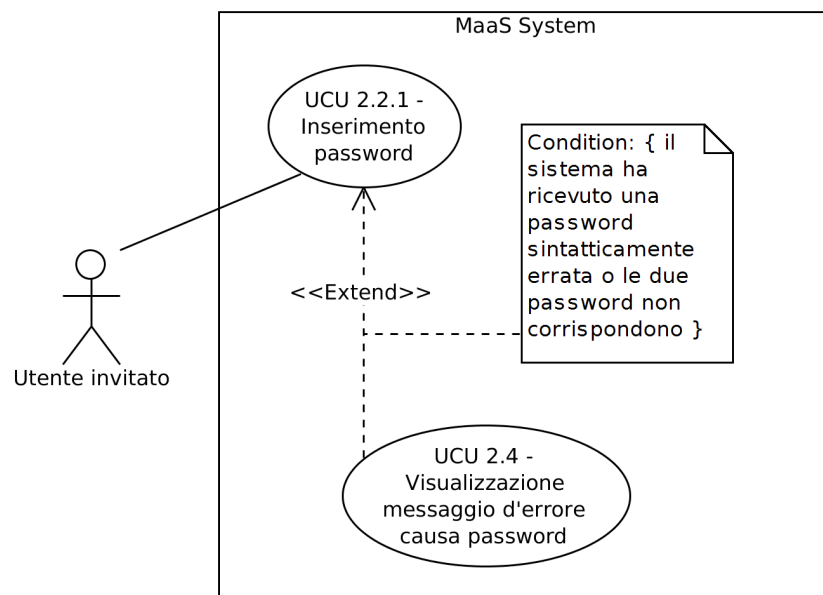 MaaS System
UCU 2.2.1 -
Inserimento
password
Condition: { il
sistema ha
ricevuto una
password
sintatticamente
errata o le due
password non
corrispondono }
<<Extend>>
Utente invitato
UCU 2.4 -
Visualizzazione
messaggio d'errore
causa password